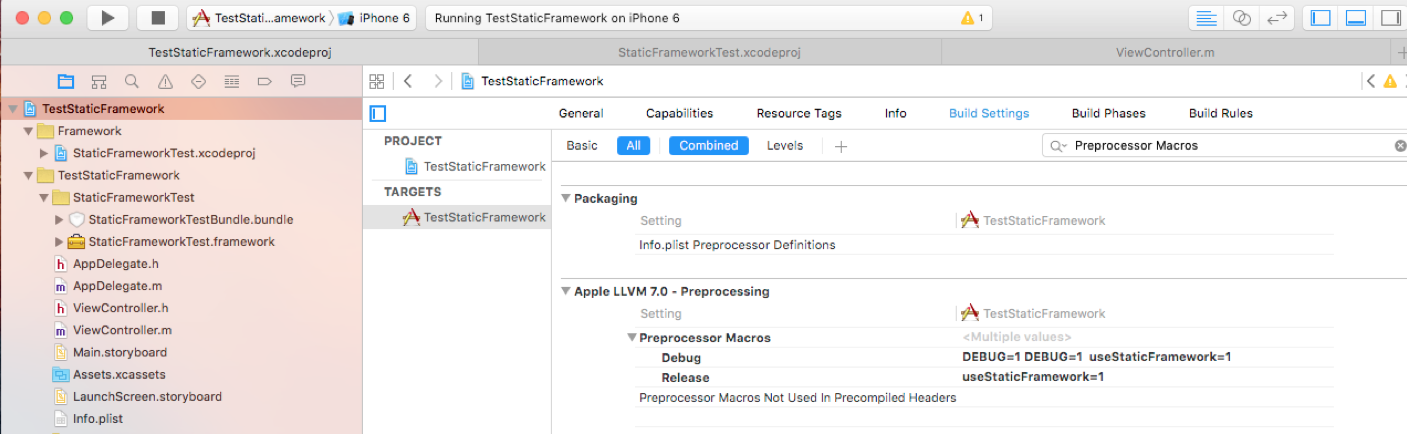 TestStati...amework
iPhone 6
Running TestStaticFramework on iPhone 6
1
TestStaticFramework.xcodeproj
StaticFrameworkTest.xcodeproj
ViewController.m
TestStaticFramework
TestStaticFramework
Framework
StaticFrameworkTest.xcodeproj
TestStaticFramework
StaticFrameworkTest
StaticFrameworkTestBundle.bundle
StaticFrameworkTest.framework
h AppDelegate.h
m AppDelegate.m
h ViewController.h
m ViewController.m
Main.storyboard
Assets.xcassets
LaunchScreen.storyboard
Info.plist
General Capabilities Resource Tags Info Build Settings Build Phases Build Rules
PROJECT
TestStaticFramework
TARGETS
TestStaticFramework
Basic All Combined Levels +
Preprocessor Macros
Packaging
Setting TestStaticFramework
Info.plist Preprocessor Definitions
Apple LLVM 7.0 - Preprocessing
Setting TestStaticFramework
Preprocessor Macros <Multiple values>
Debug DEBUG=1 DEBUG=1 useStaticFramework=1
Release useStaticFramework=1
Preprocessor Macros Not Used In Precompiled Headers